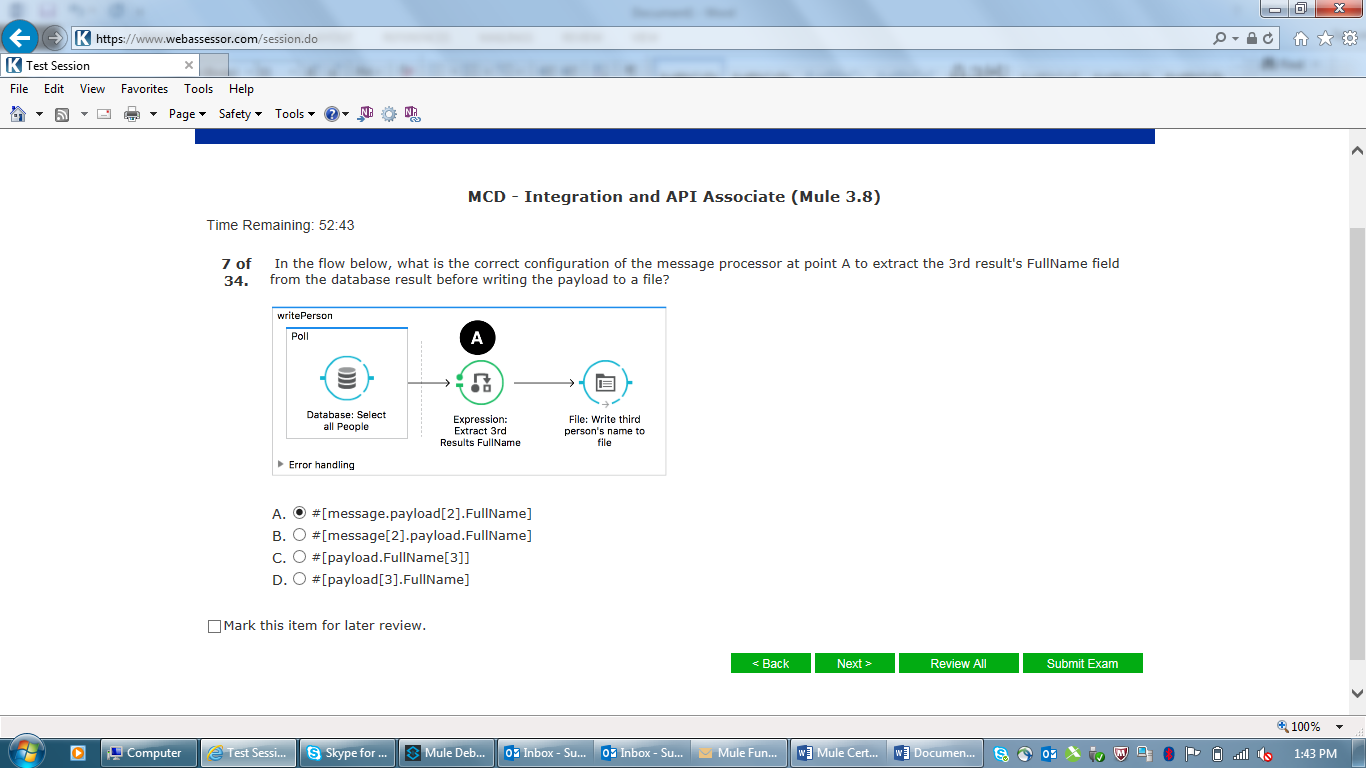 https://www.webassessor.com/session.do
Test Session
File Edit View Favorites Tools Help
Page Safety Tools
MCD - Integration and API Associate (Mule 3.8)
Time Remaining: 52:43
7 of 34.
In the flow below, what is the correct configuration of the message processor at point A to extract the 3rd result's FullName field
from the database result before writing the payload to a file?
writePerson
Poll
A
Database: Select
all People
Expression:
Extract 3rd
Results FullName
File: Write third
person's name to
file
Error handling
A. #[message.payload[2].FullName]
B. #[message[2].payload.FullName]
C. #[payload.FullName[3]]
D. #[payload[3].FullName]
Mark this item for later review.
< Back Next > Review All Submit Exam
100%
Computer Test Sessi... Skype for ... Mule Deb... Inbox - Su... Inbox - Su... Mule Fun... Mule Cert... Documen... 1:43 PM